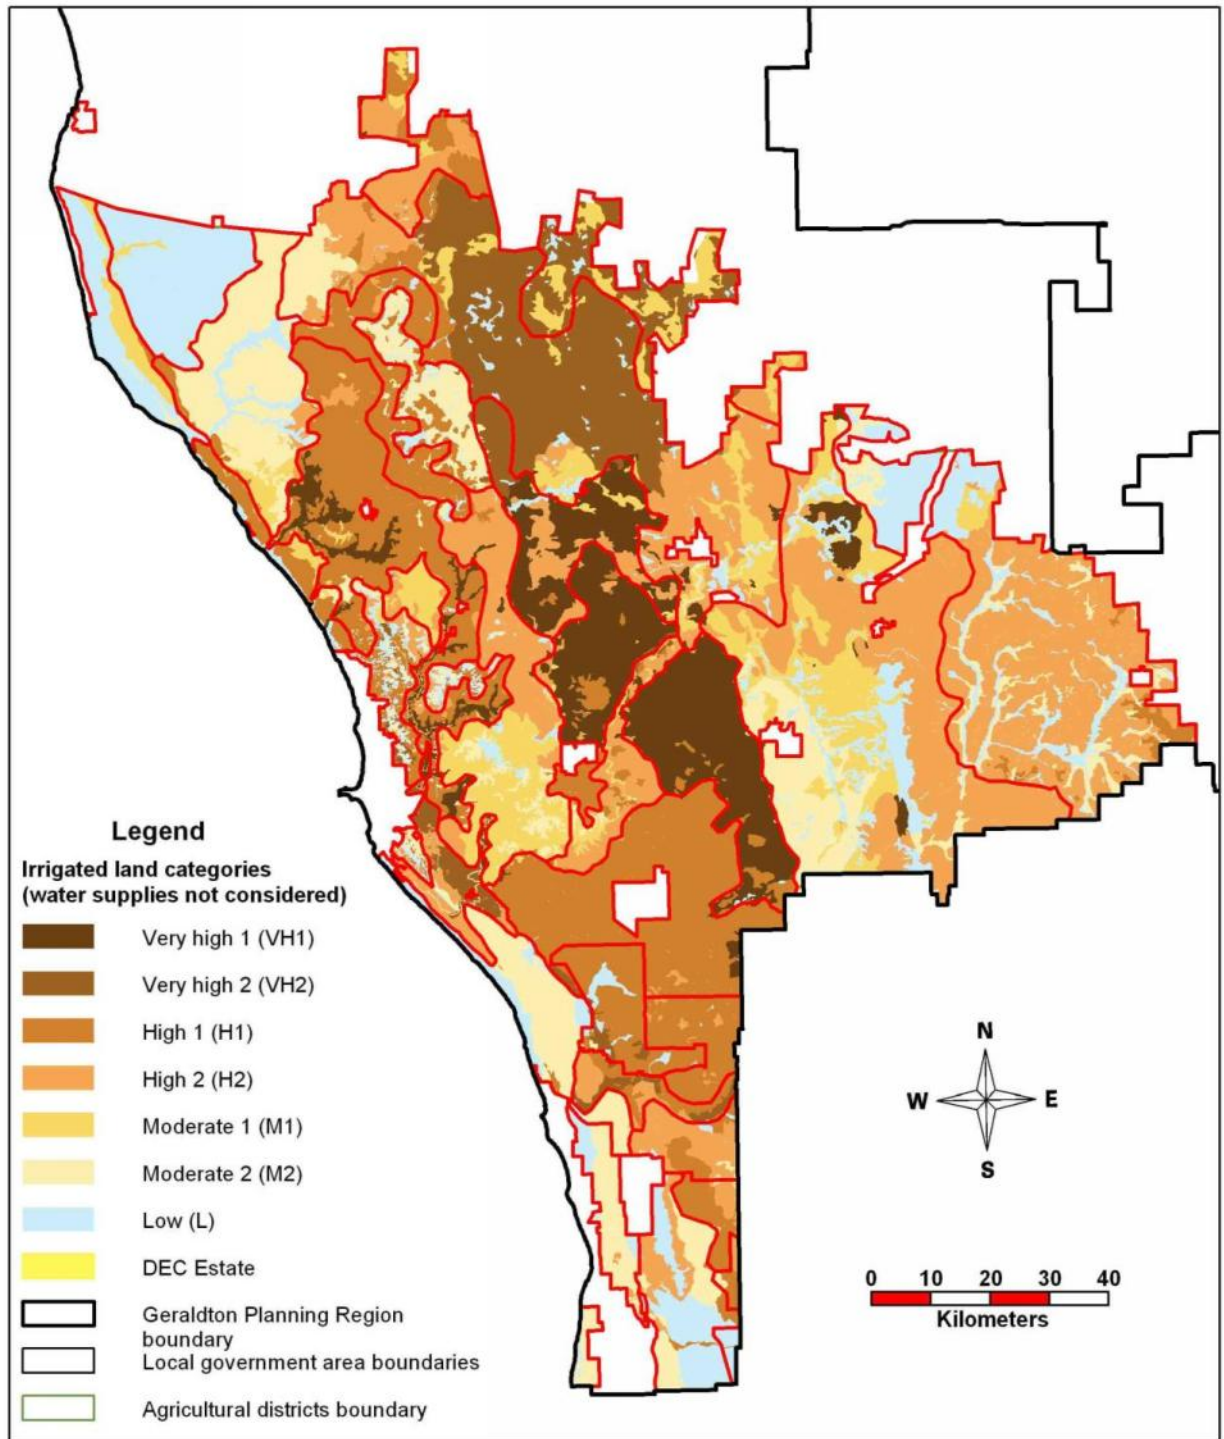 Legend
Irrigated land categories
(water supplies not considered)
Very high 1 (VH1)
Very high 2 (VH2)
High 1 (H1)
High 2 (H2)
Moderate 1 (M1)
Moderate 2 (M2)
Low (L)
DEC Estate
Geraldton Planning Region
boundary
Local government area boundaries
Agricultural districts boundary
N
W E
S
0 10 20 30 40
Kilometers